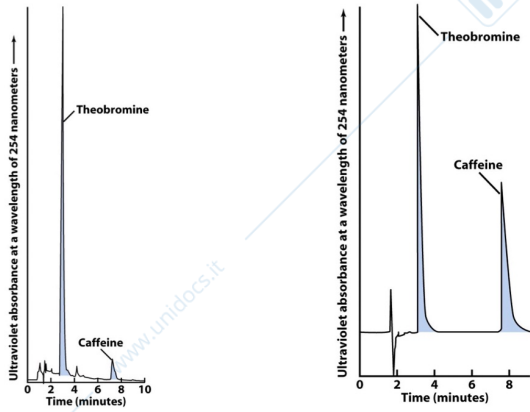 Ultraviolet absorbance at a wavelength of 254 nanometers
Theobromine
Caffeine
0 2 4 6 8 10
Time (minutes)
www.unidocs.it
Ultraviolet absorbance at a wavelength of 254 nanometers
Theobromine
Caffeine
0 2 4 6 8
Time (minutes)